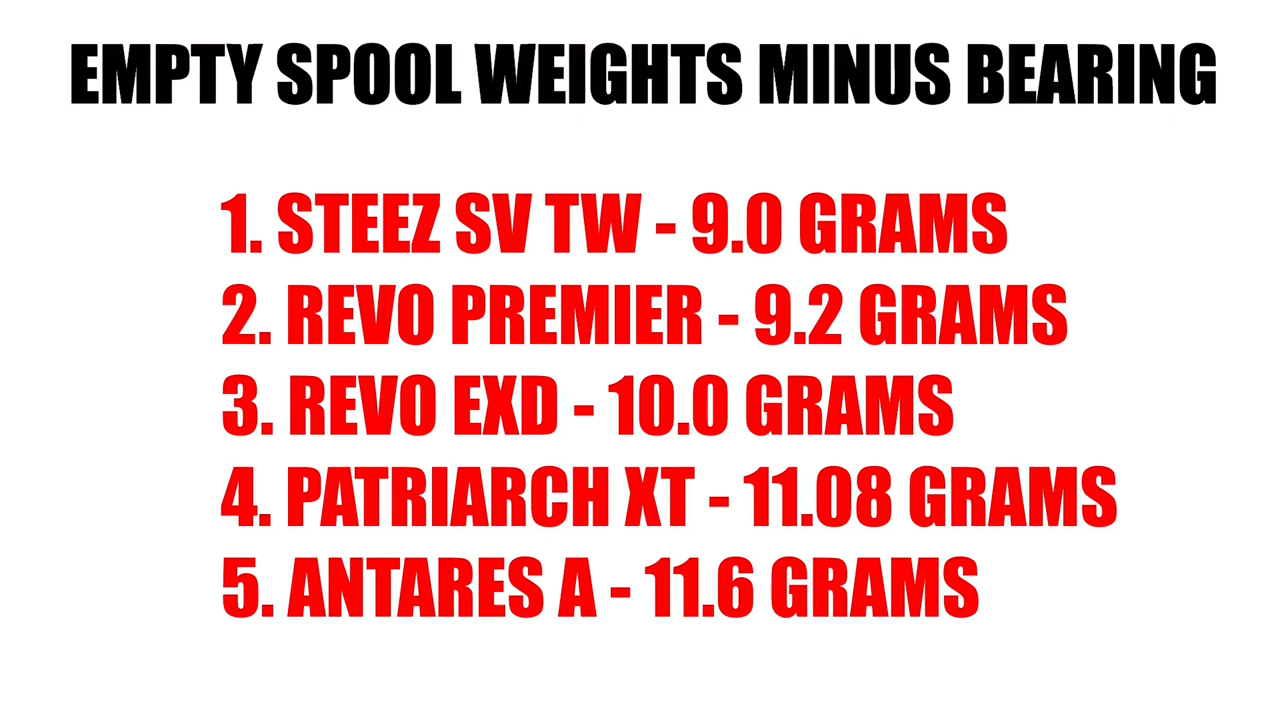 EMPTY SPOOL WEIGHTS MINUS BEARING
1. STEEZ SV TW - 9.0 GRAMS
2. REVO PREMIER - 9.2 GRAMS
3. REVO EXD - 10.0 GRAMS
4. PATRIARCH XT - 11.08 GRAMS
5. ANTARES A - 11.6 GRAMS